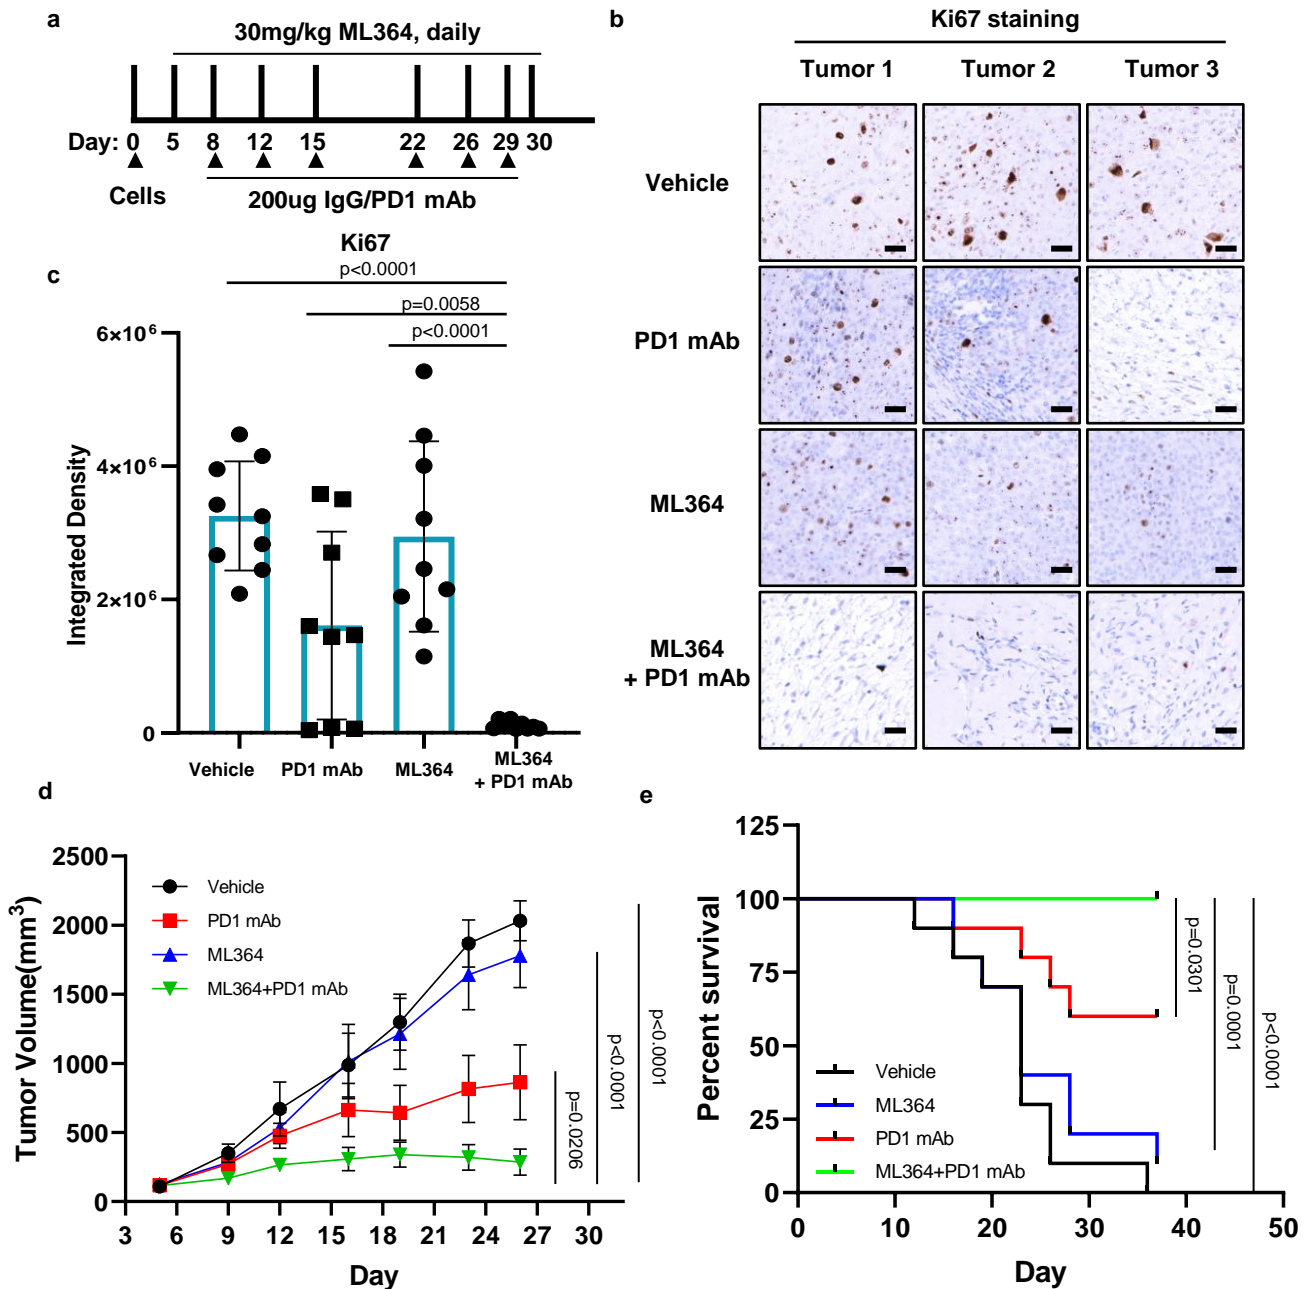 a
30mg/kg ML364, daily
Day: 0 5 8 12 15 22 26 29 30
Cells
200ug IgG/PD1 mAb
b
Ki67 staining
Tumor 1 Tumor 2 Tumor 3
Vehicle
PD1 mAb
ML364
ML364
+ PD1 mAb
c
Ki67
p<0.0001
p=0.0058
p<0.0001
Integrated Density
6×10⁶
4×10⁶
2×10⁶
0
Vehicle PD1 mAb ML364 ML364
+ PD1 mAb
d
Tumor Volume(mm³)
2500
2000
1500
1000
500
0
Vehicle
PD1 mAb
ML364
ML364+PD1 mAb
p=0.0206
p<0.0001
p<0.0001
3 6 9 12 15 18 21 24 27 30
Day
e
Percent survival
125
100
75
50
25
0
Vehicle
ML364
PD1 mAb
ML364+PD1 mAb
p=0.0301
p=0.0001
p<0.0001
0 10 20 30 40 50
Day